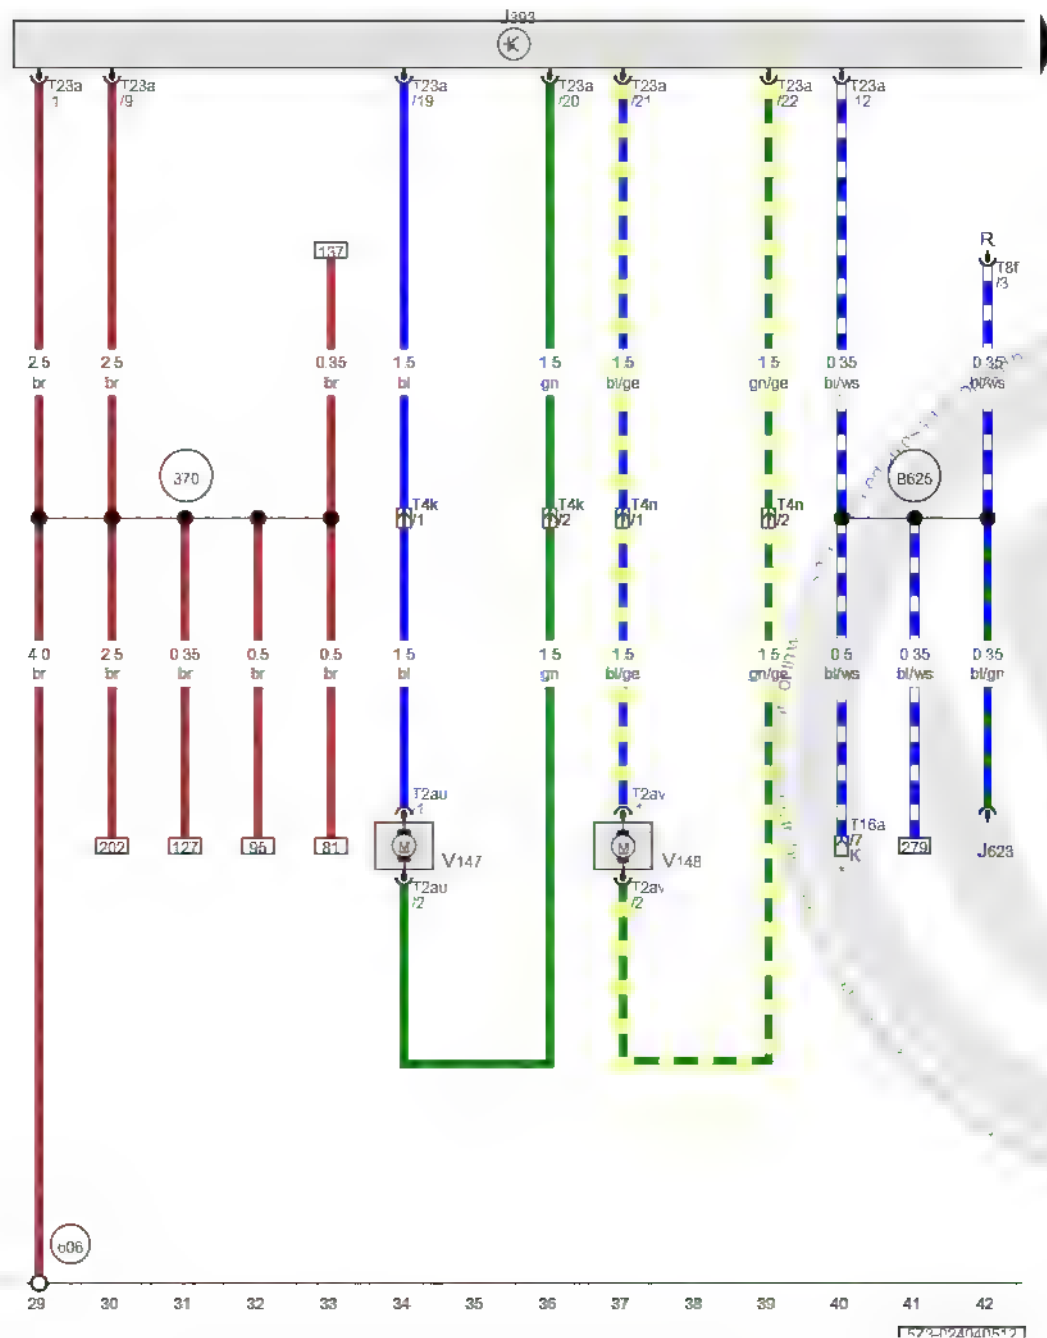 J393
T23a T23a T23a T23a T23a T23a T23a
1 /9 /19 /20 /21 /22 12
137
R
T8f
/3
2.5 2.5 0.35 1.5 1.5 1.5 1.5 0.35 0.35
br br br bl gn bl/ge gn/ge bl/ws bl/ws
370 B625
T4k T4k T4n T4n
/1 /2 /1 /2
4.0 2.5 0.35 0.5 0.5 1.5 1.5 1.5 1.5 0.5 0.35 0.35
br br br br br bl gn bl/ge gn/ge bl/ws bl/ws bl/gn
T2au T2av
1
T16a
/7
K
*
202 127 95 81 M V147 M V148 279 J623
T2au T2av
/2 /2
606
29 30 31 32 33 34 35 36 37 38 39 40 41 42
573-024040512